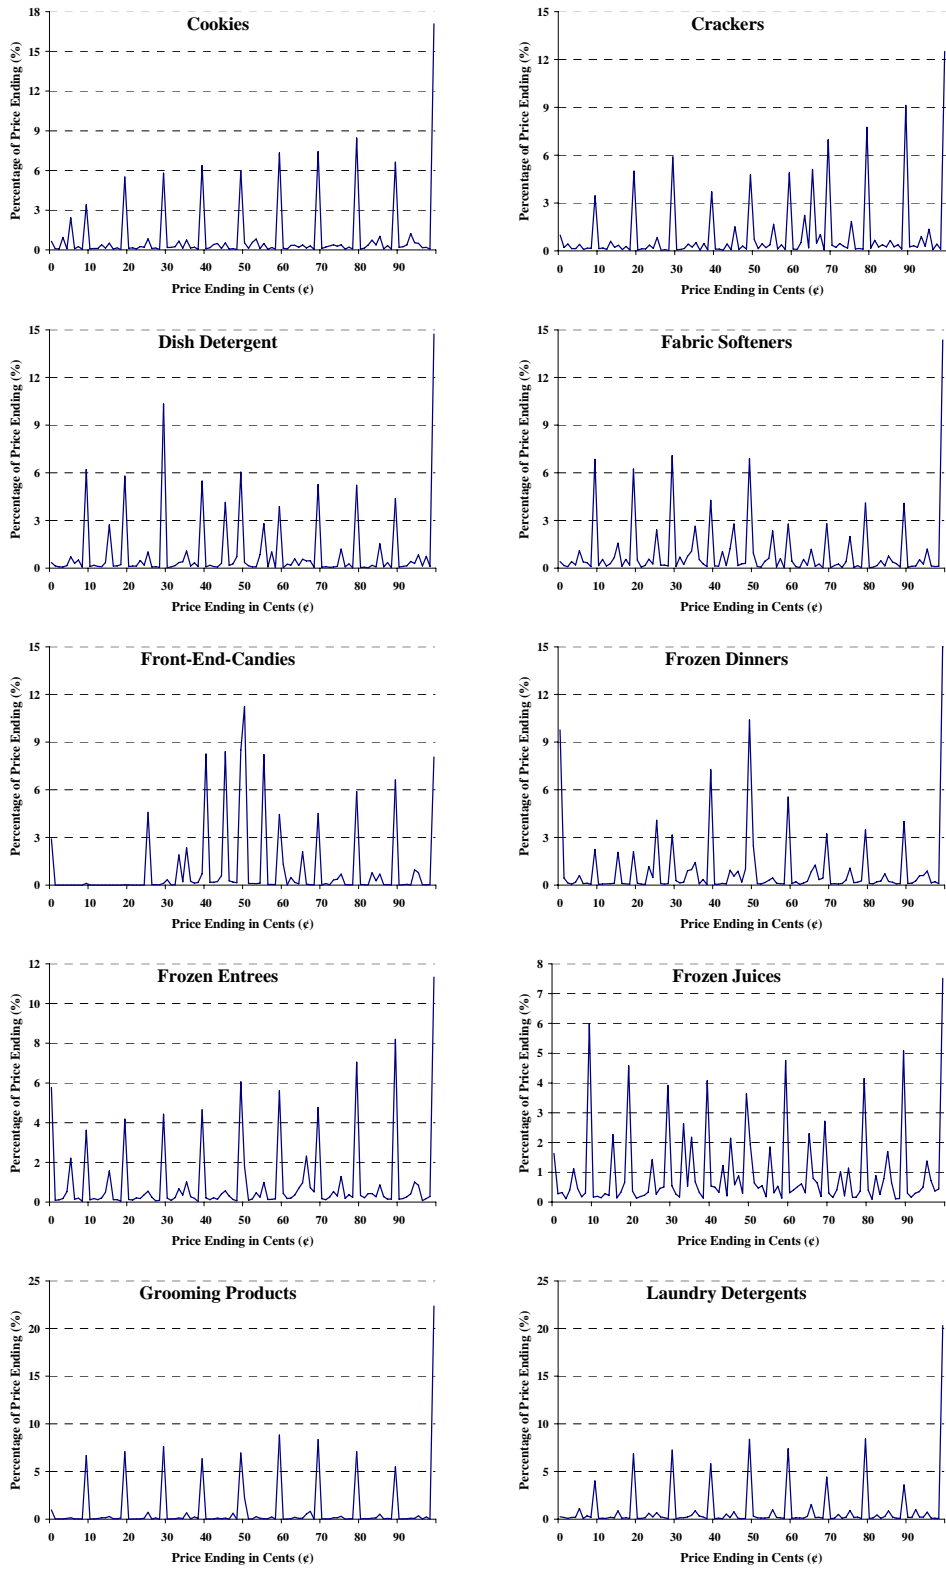 Cookies
Percentage of Price Ending (%)
18
15
12
9
6
3
0
0 10 20 30 40 50 60 70 80 90
Price Ending in Cents (¢)
Crackers
Percentage of Price Ending (%)
15
12
9
6
3
0
0 10 20 30 40 50 60 70 80 90
Price Ending in Cents (¢)
Dish Detergent
Percentage of Price Ending (%)
15
12
9
6
3
0
0 10 20 30 40 50 60 70 80 90
Price Ending in Cents (¢)
Fabric Softeners
Percentage of Price Ending (%)
15
12
9
6
3
0
0 10 20 30 40 50 60 70 80 90
Price Ending in Cents (¢)
Front-End-Candies
Percentage of Price Ending (%)
15
12
9
6
3
0
0 10 20 30 40 50 60 70 80 90
Price Ending in Cents (¢)
Frozen Dinners
Percentage of Price Ending (%)
15
12
9
6
3
0
0 10 20 30 40 50 60 70 80 90
Price Ending in Cents (¢)
Frozen Entrees
Percentage of Price Ending (%)
12
10
8
6
4
2
0
0 10 20 30 40 50 60 70 80 90
Price Ending in Cents (¢)
Frozen Juices
Percentage of Price Ending (%)
8
7
6
5
4
3
2
1
0
0 10 20 30 40 50 60 70 80 90
Price Ending in Cents (¢)
Grooming Products
Percentage of Price Ending (%)
25
20
15
10
5
0
0 10 20 30 40 50 60 70 80 90
Price Ending in Cents (¢)
Laundry Detergents
Percentage of Price Ending (%)
25
20
15
10
5
0
0 10 20 30 40 50 60 70 80 90
Price Ending in Cents (¢)